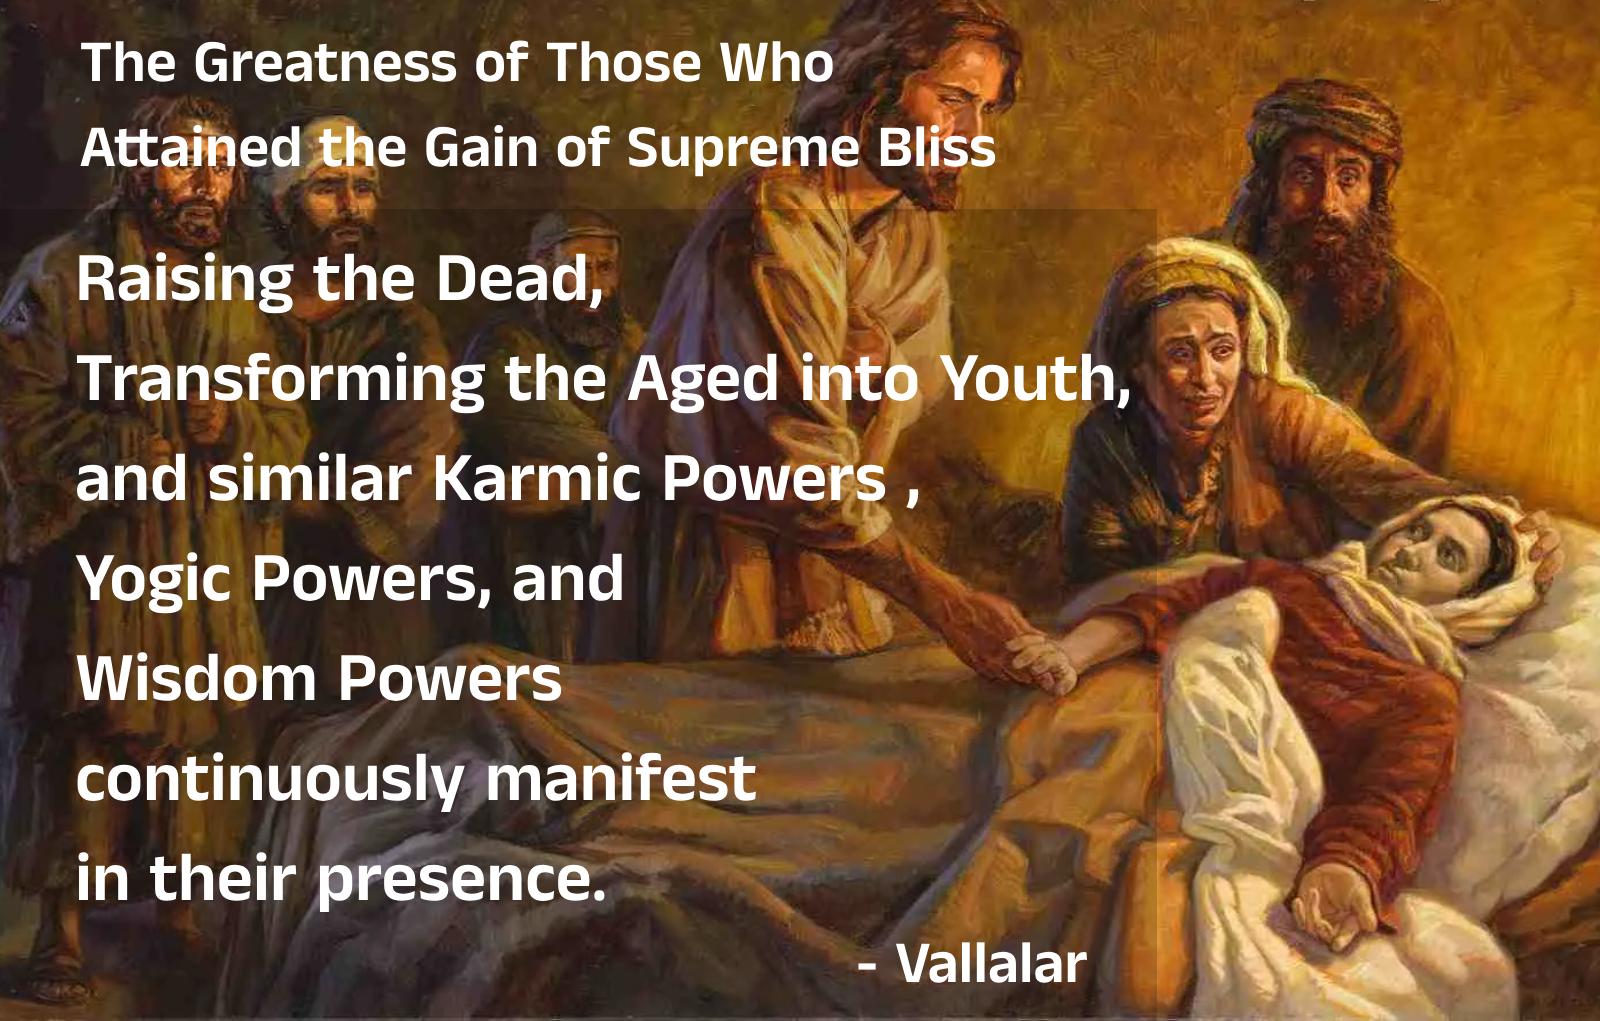 The Greatness of Those Who
Attained the Gain of Supreme Bliss
Raising the Dead,
Transforming the Aged into Youth,
and similar Karmic Powers ,
Yogic Powers, and
Wisdom Powers
continuously manifest
in their presence.
- Vallalar